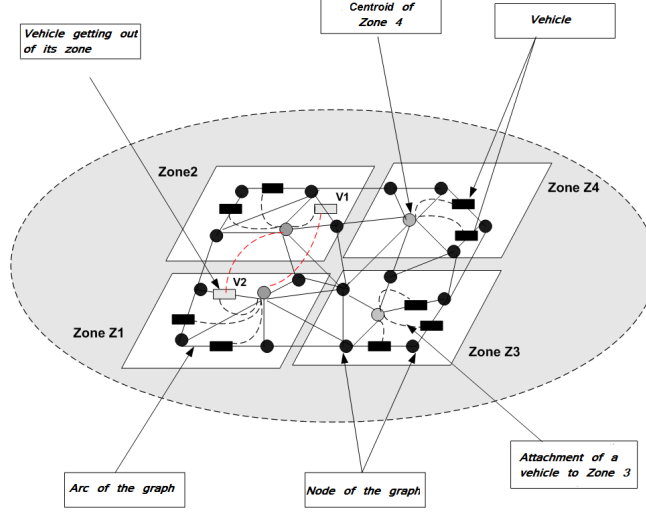 Centroid of
Zone 4
Vehicle
Vehicle getting out
of its zone
Zone2
V1
Zone Z4
V2
Zone Z1
Zone Z3
Attachment of a
vehicle to Zone 3
Arc of the graph
Node of the graph